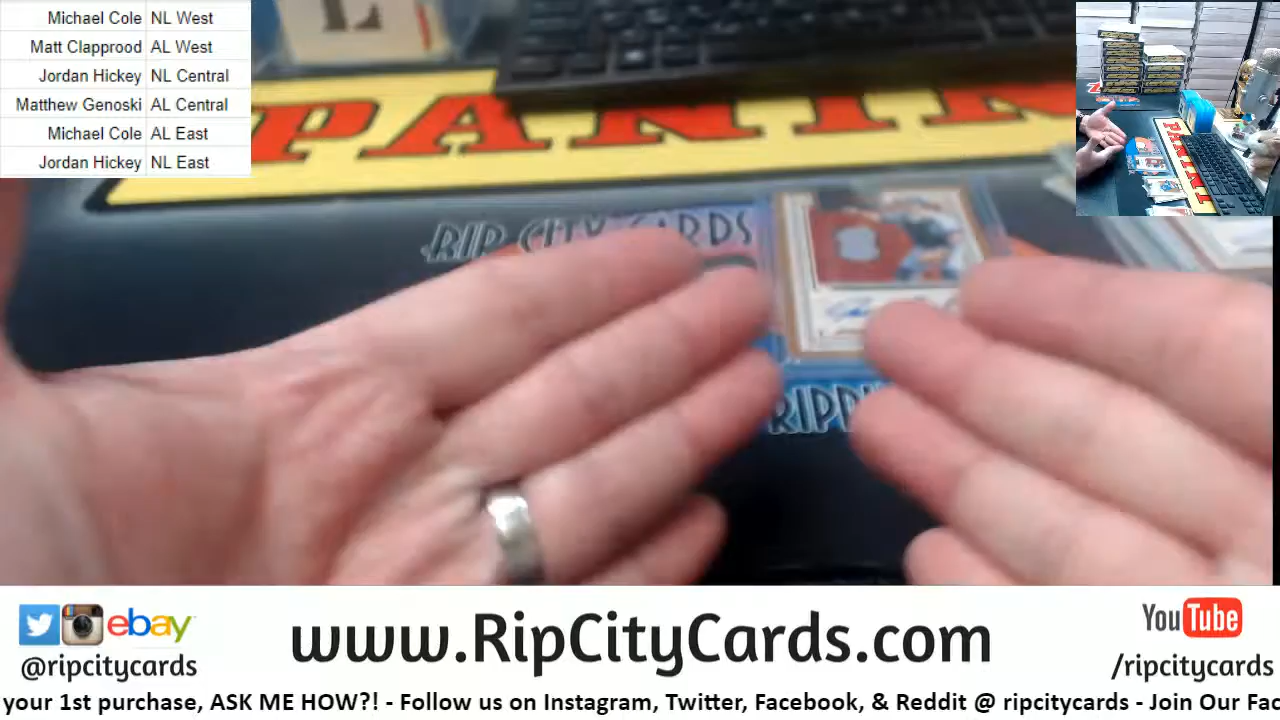 Michael Cole NL West
Matt Clapprood AL West
Jordan Hickey NL Central
Matthew Genoski AL Central
Michael Cole AL East
Jordan Hickey NL East
PANINI
RIP CITY CARDS
PANINI
ebay
@ripcitycards
www.RipCityCards.com
YouTube
/ripcitycards
your 1st purchase, ASK ME HOW?! - Follow us on Instagram, Twitter, Facebook, & Reddit @ ripcitycards - Join Our Fac